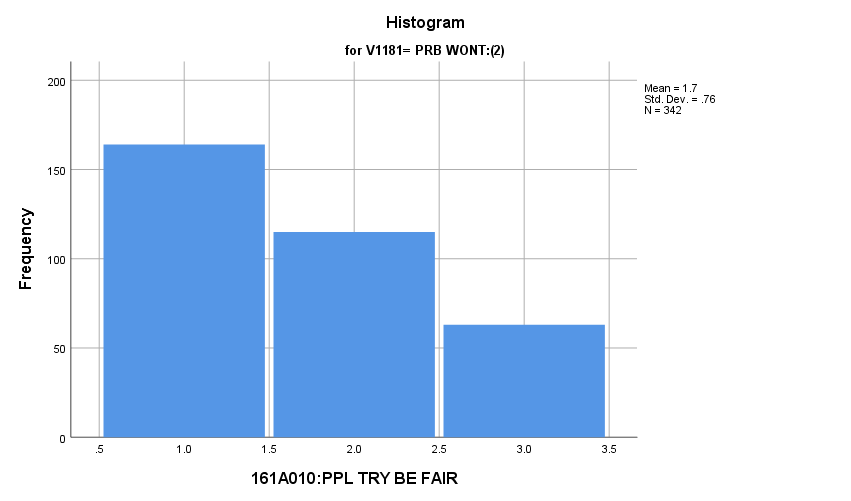 Histogram
for V1181= PRB WONT:(2)
Mean = 1.7
Std. Dev. = .76
N = 342
200
150
100
50
0
Frequency
.5 1.0 1.5 2.0 2.5 3.0 3.5
161A010:PPL TRY BE FAIR